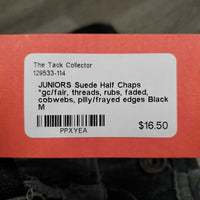 The Tack Collector
129533-114
JUNIORS Suede Half Chaps
*gc/fair, threads, rubs, faded,
cobwebs, pilly/frayed edges Black
M
PPXYEA
$16.50